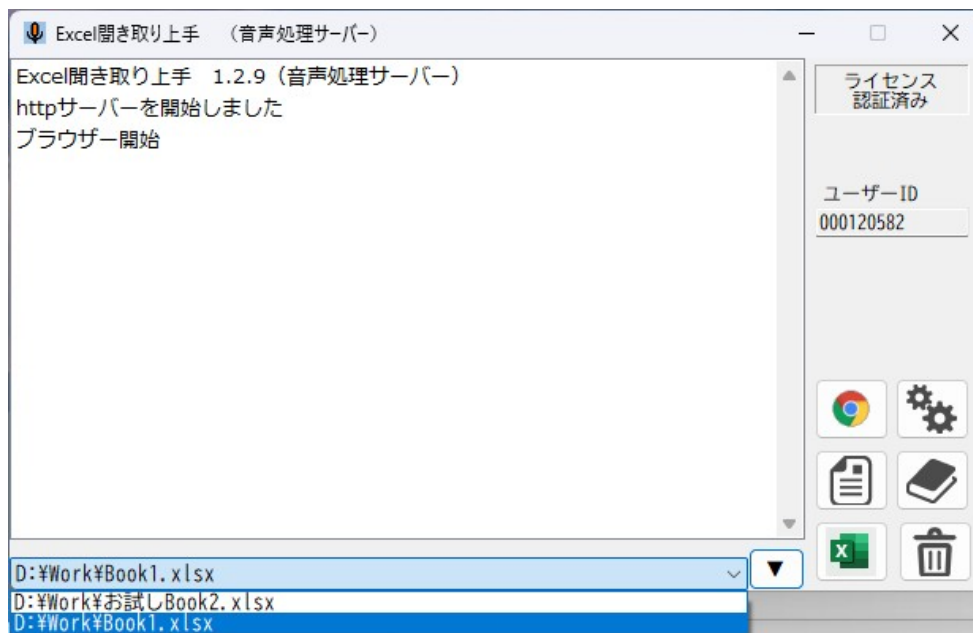 Excel聞き取り上手　（音声処理サーバー）
Excel聞き取り上手　1.2.9（音声処理サーバー）
httpサーバーを開始しました
ブラウザー開始
ライセンス
認証済み
ユーザーID
000120582
D:¥Work¥Book1.xlsx
▼
D:¥Work¥お試しBook2.xlsx
D:¥Work¥Book1.xlsx